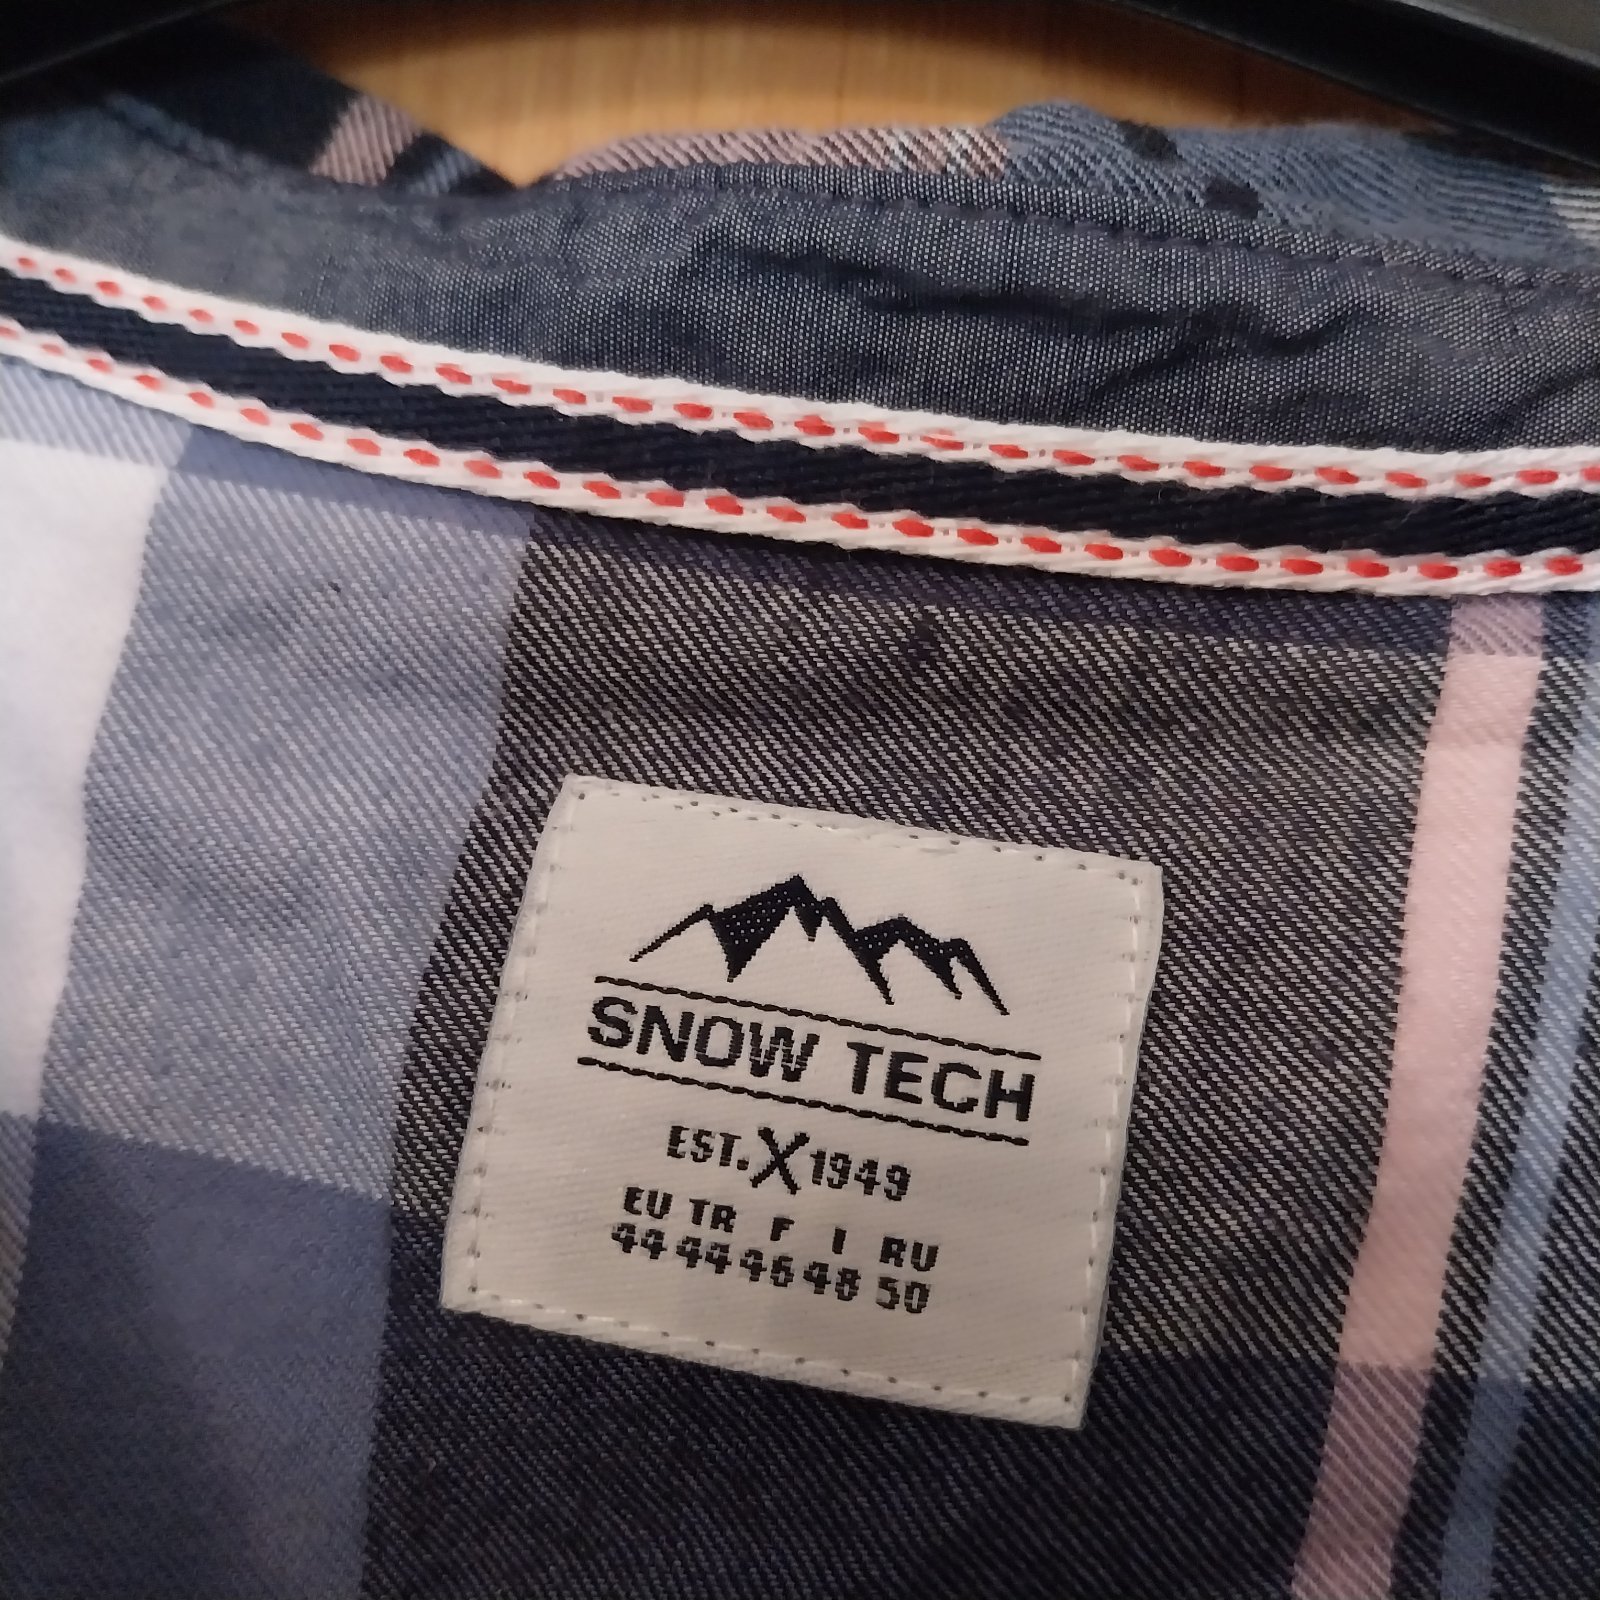 SNOW TECH
EST. X 1949
EU TR F I RU
44 44 46 48 50